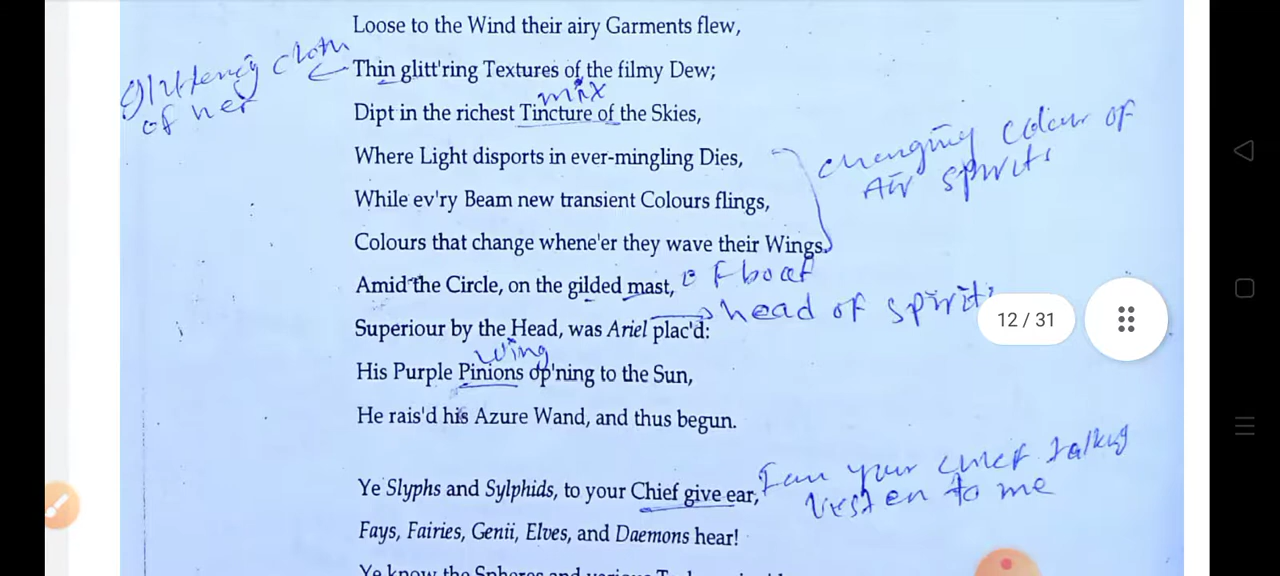 Loose to the Wind their airy Garments flew,
glittering cloth
of her
Thin glitt'ring Textures of the filmy Dew;
mix
Dipt in the richest Tincture of the Skies,
Where Light disports in ever-mingling Dies,
changing colour of
Air spirits
While ev'ry Beam new transient Colours flings,
Colours that change whene'er they wave their Wings.
Amid the Circle, on the gilded mast, of boat
head of spirit
12 / 31
Superiour by the Head, was Ariel plac'd:
wing
His Purple Pinions op'ning to the Sun,
He rais'd his Azure Wand, and thus begun.
I am your chief talking
listen to me
Ye Slyphs and Sylphids, to your Chief give ear,
Fays, Fairies, Genii, Elves, and Daemons hear!
Ye know the Spheres and various